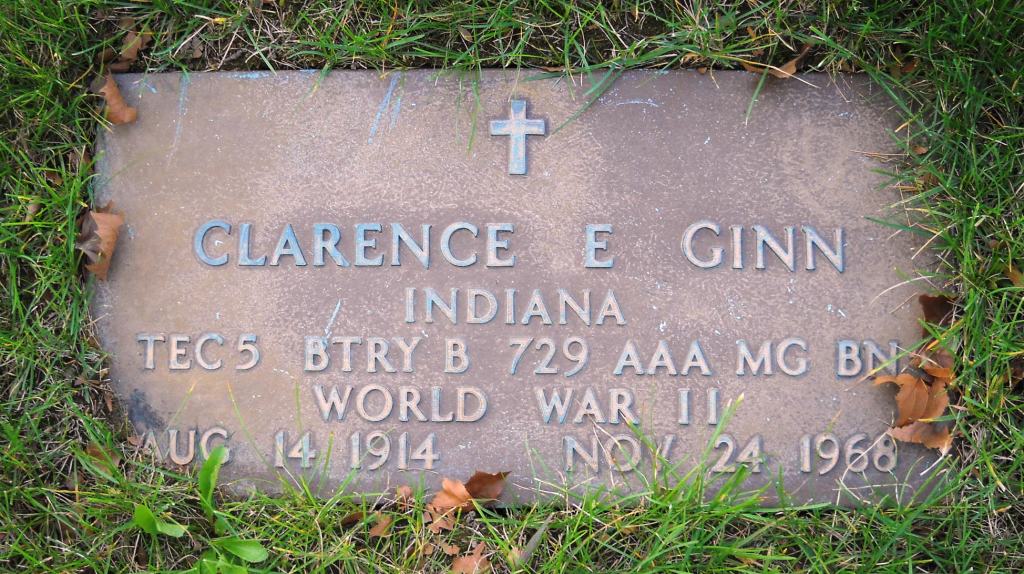 CLARENCE E GINN
INDIANA
TEC 5 BTRY B 729 AAA MG BN
WORLD WAR II
AUG 14 1914 NOV 24 1968